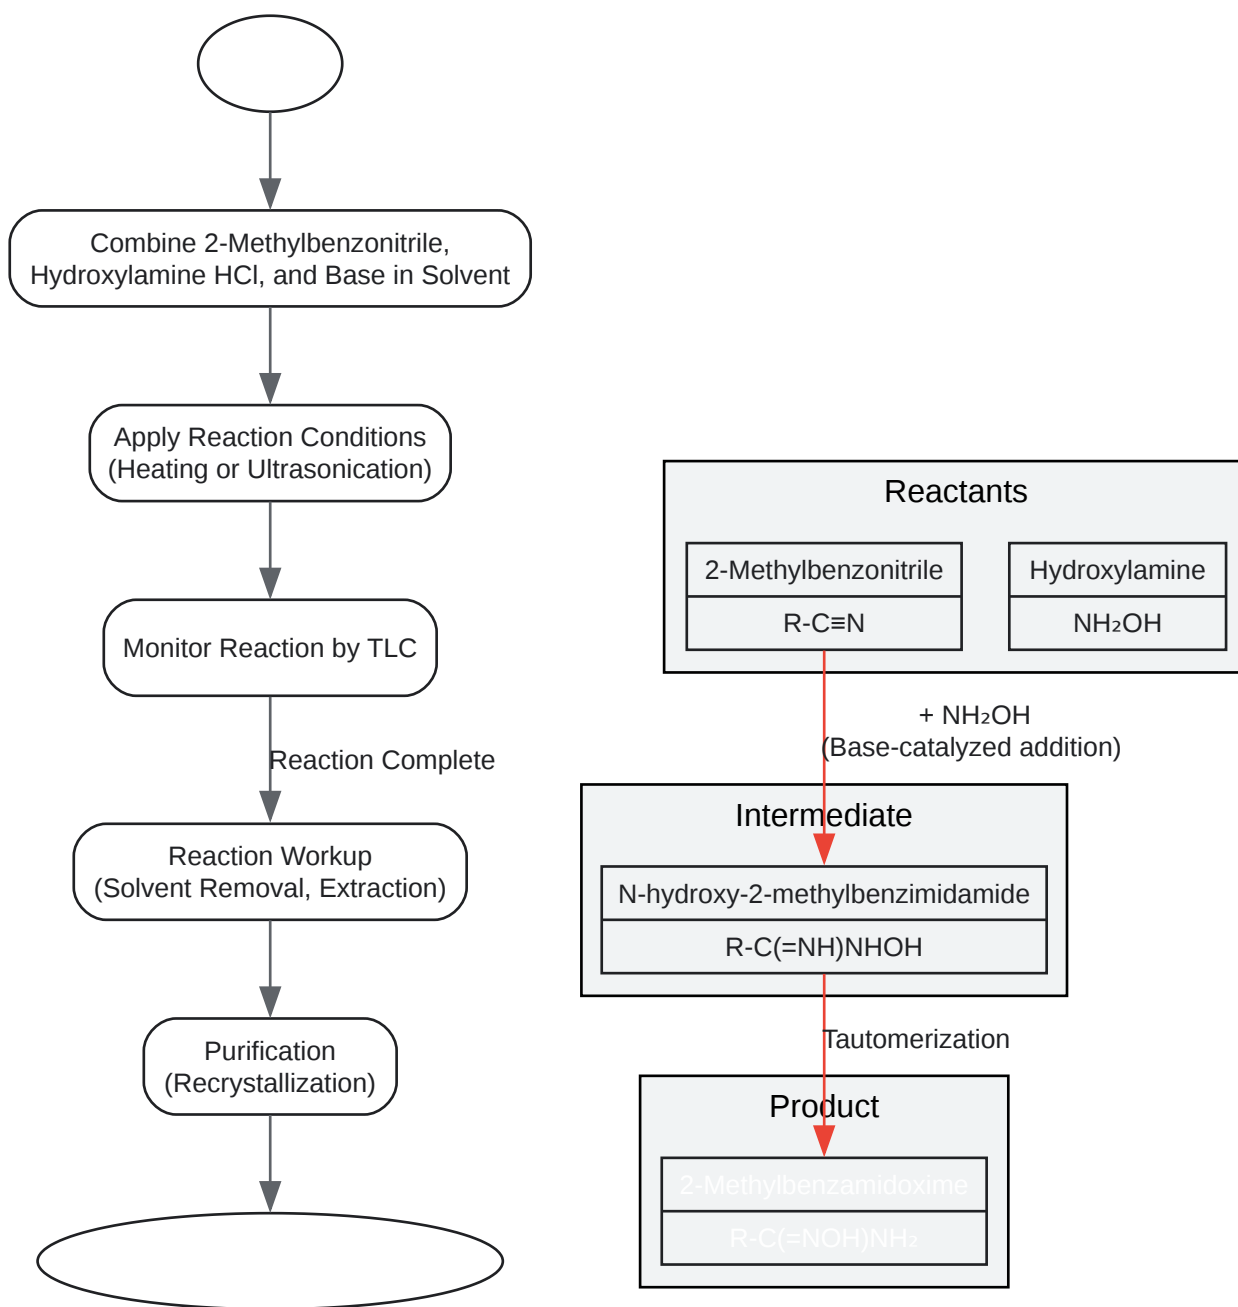 Combine 2-Methylbenzonitrile,
Hydroxylamine HCl, and Base in Solvent
Apply Reaction Conditions
(Heating or Ultrasonication)
Monitor Reaction by TLC
Reaction Complete
Reaction Workup
(Solvent Removal, Extraction)
Purification
(Recrystallization)
Reactants
2-Methylbenzonitrile
R-C≡N
Hydroxylamine
NH₂OH
+ NH₂OH
(Base-catalyzed addition)
Intermediate
N-hydroxy-2-methylbenzimidamide
R-C(=NH)NHOH
Tautomerization
Product
2-Methylbenzamidoxime
R-C(=NOH)NH₂